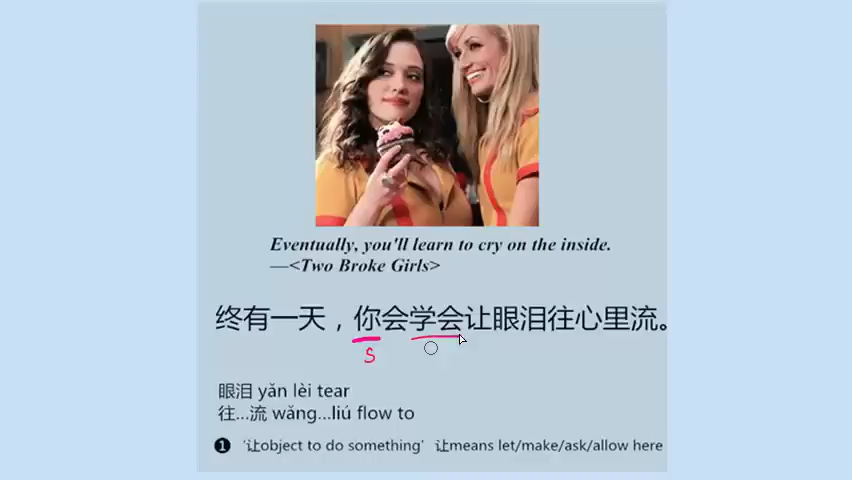 Eventually, you'll learn to cry on the inside.
—<Two Broke Girls>
终有一天，你会学会让眼泪往心里流。
S
眼泪 yǎn lèi tear
往...流 wǎng...liú flow to
❶ ‘让object to do something’ 让means let/make/ask/allow here